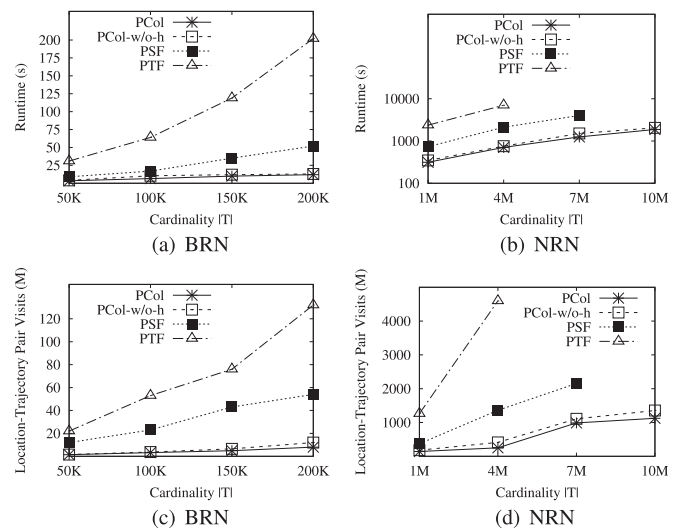 PCol
PCol-w/o-h
PSF
PTF
Runtime (s)
200
175
150
125
100
75
50
25
50K 100K 150K 200K
Cardinality |T|
(a) BRN
PCol
PCol-w/o-h
PSF
PTF
Runtime (s)
10000
1000
100
1M 4M 7M 10M
Cardinality |T|
(b) NRN
PCol
PCol-w/o-h
PSF
PTF
Location-Trajectory Pair Visits (M)
120
100
80
60
40
20
50K 100K 150K 200K
Cardinality |T|
(c) BRN
PCol
PCol-w/o-h
PSF
PTF
Location-Trajectory Pair Visits (M)
4000
3000
2000
1000
1M 4M 7M 10M
Cardinality |T|
(d) NRN